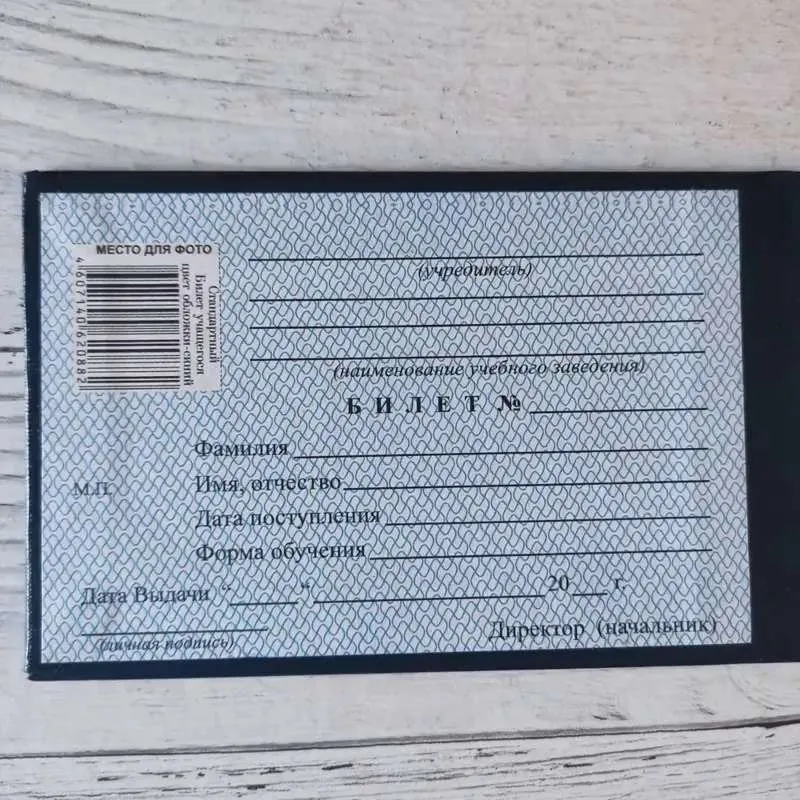 МЕСТО ДЛЯ ФОТО
4607140620882
Стандартный
Билет учащегося
цвет обложки-синий
(учредитель)
(наименование учебного заведения)
БИЛЕТ №
Фамилия
Имя, отчество
М.П.
Дата поступления
Форма обучения
Дата Выдачи “ “ 20 г.
Директор (начальник)
(личная подпись)